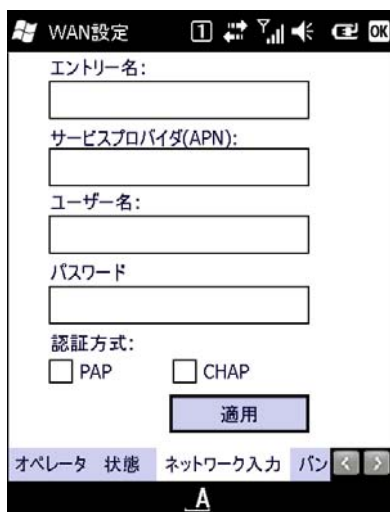 WAN設定 1 OK
エントリー名:
サービスプロバイダ(APN):
ユーザー名:
パスワード
認証方式:
PAP CHAP
適用
オペレータ 状態 ネットワーク入力 バン
A